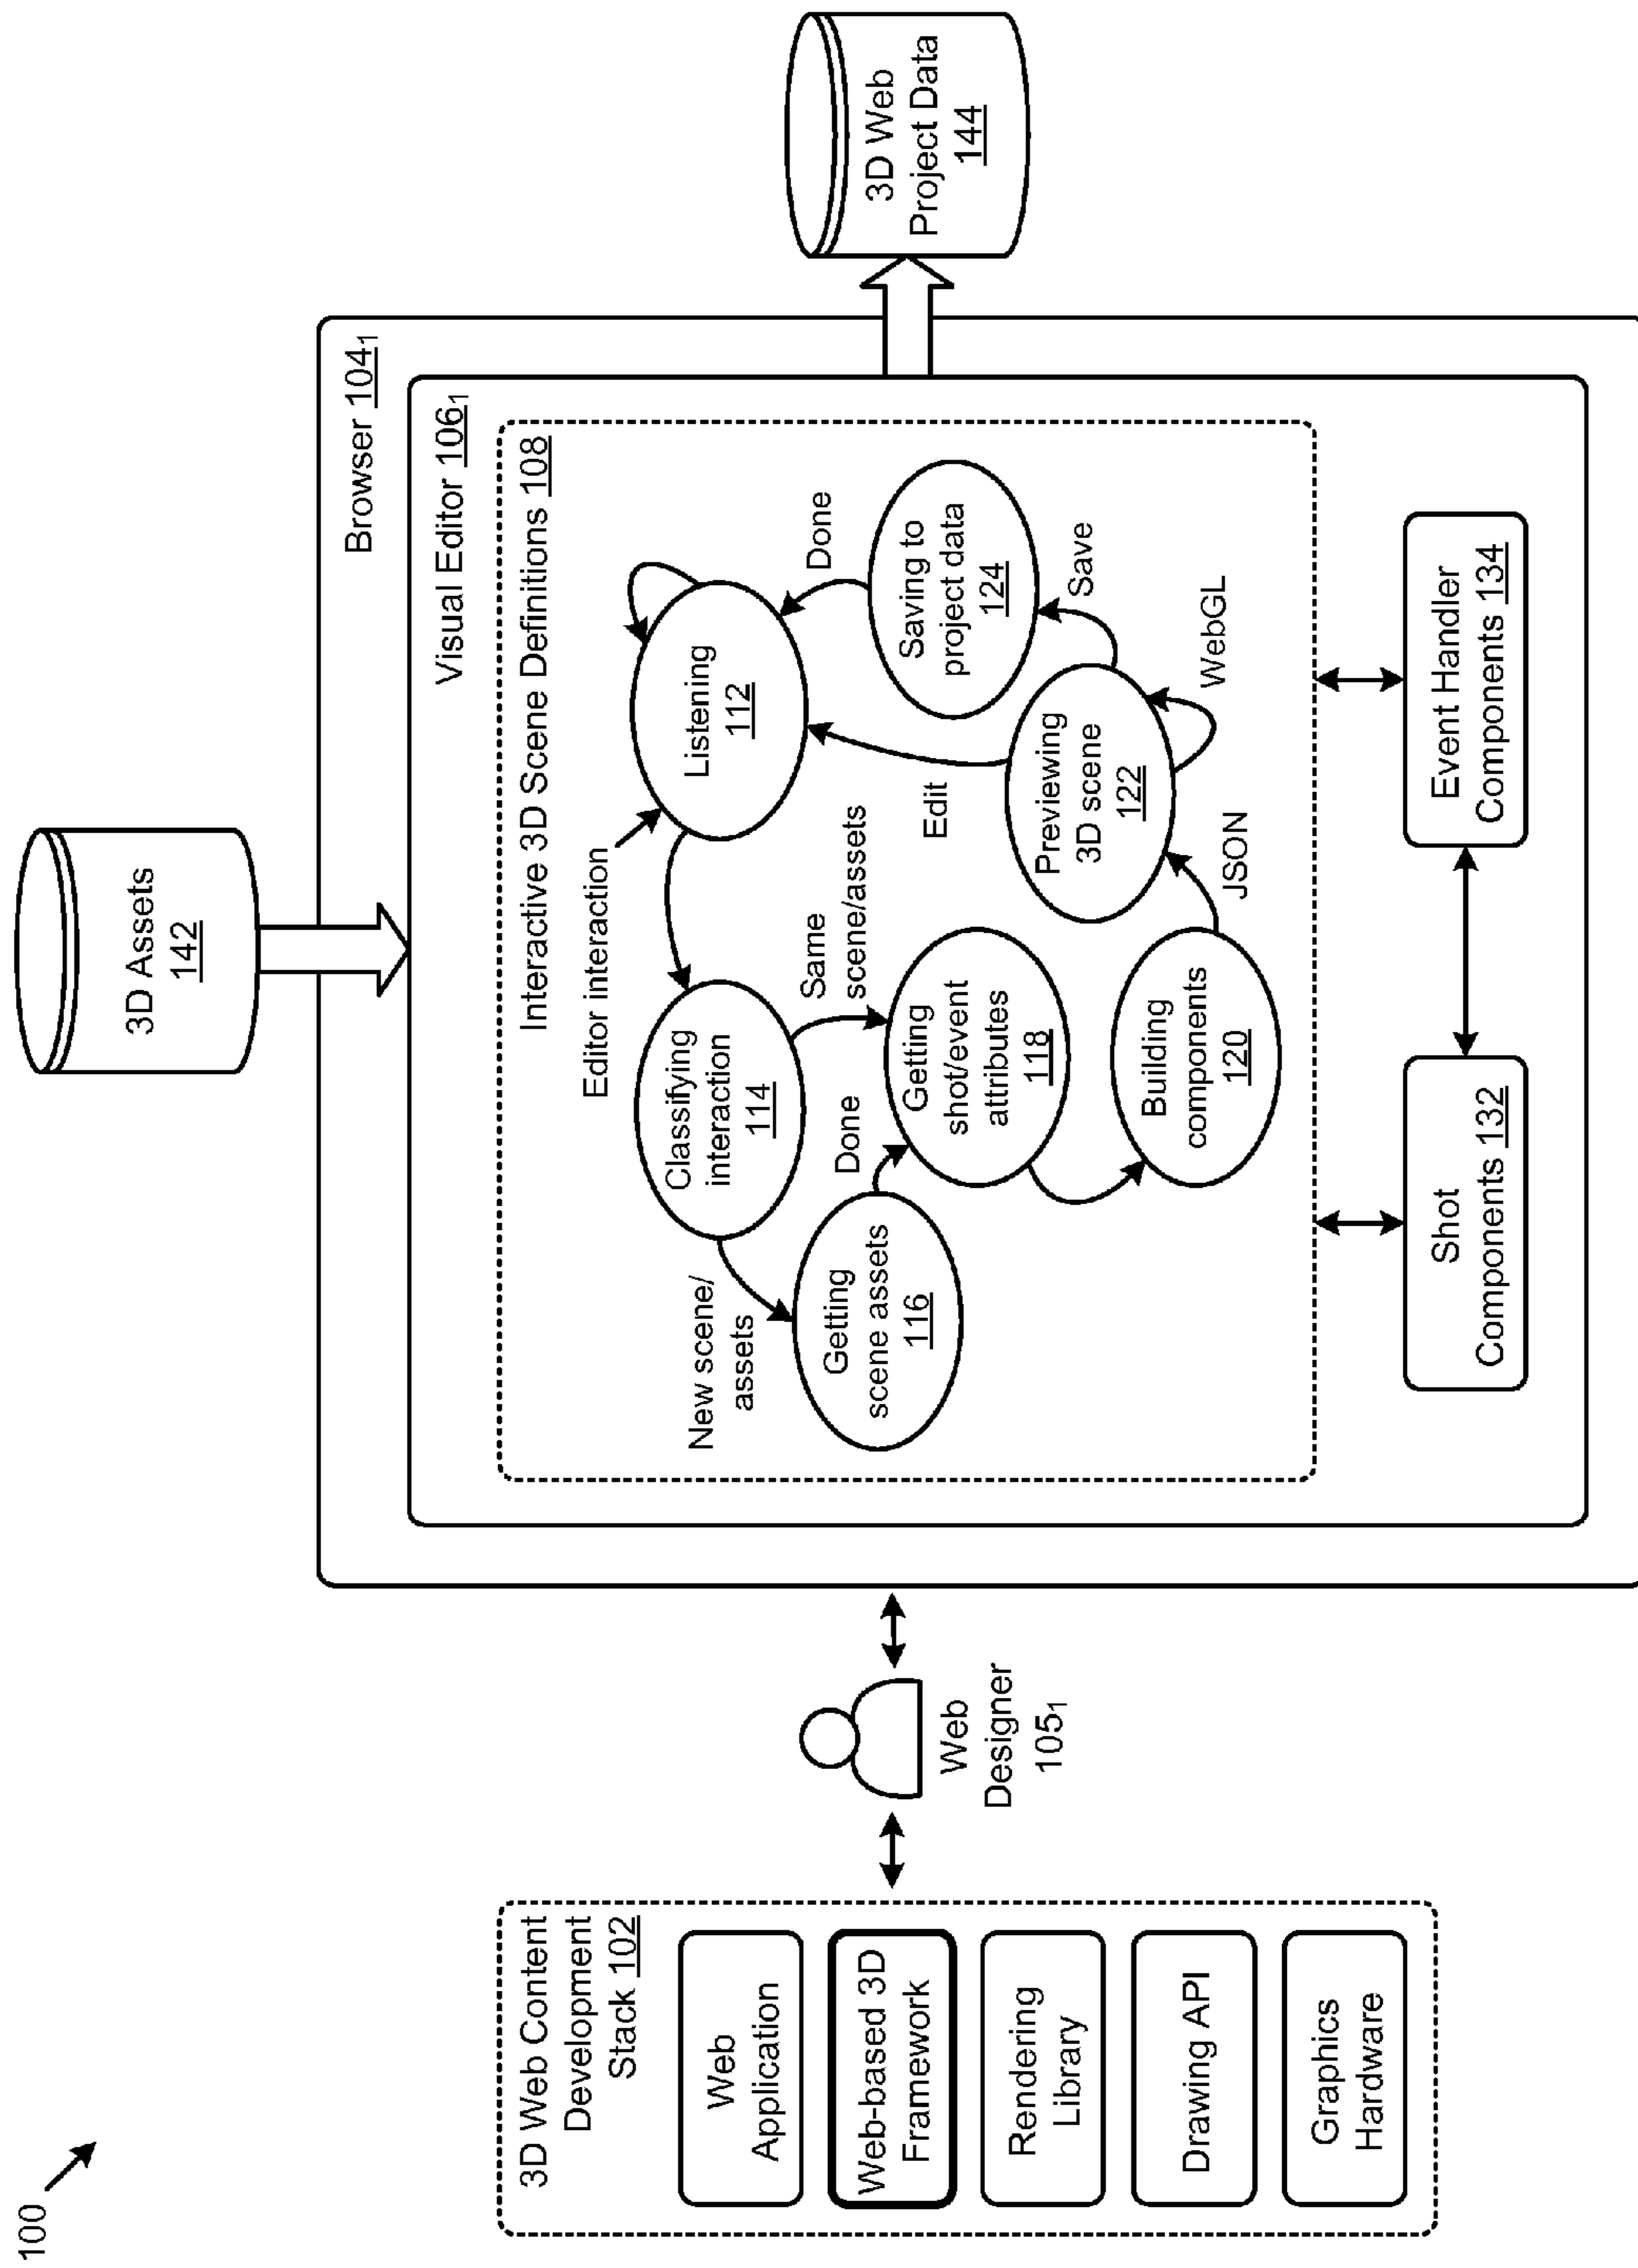 100
3D Web Content
Development
Stack 102
Web
Application
Web-based 3D
Framework
Rendering
Library
Drawing API
Graphics
Hardware
Web
Designer
105₁
3D Assets
142
Browser 104₁
Visual Editor 106₁
Interactive 3D Scene Definitions 108
Editor interaction
Listening
112
Classifying
interaction
114
New scene/
assets
Same
scene/assets
Getting
scene assets
116
Done
Getting
shot/event
attributes
118
Building
components
120
JSON
Previewing
3D scene
122
Edit
WebGL
Save
Saving to
project data
124
Done
Shot
Components 132
Event Handler
Components 134
3D Web
Project Data
144